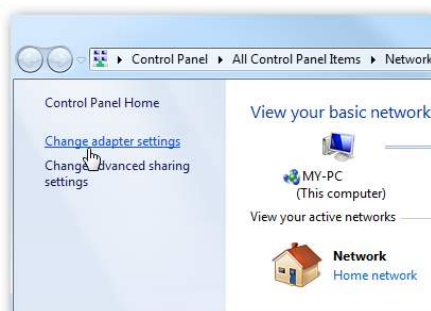 Control Panel All Control Panel Items Network
Control Panel Home
Change adapter settings
Change advanced sharing
settings
View your basic network
MY-PC
(This computer)
View your active networks
Network
Home network